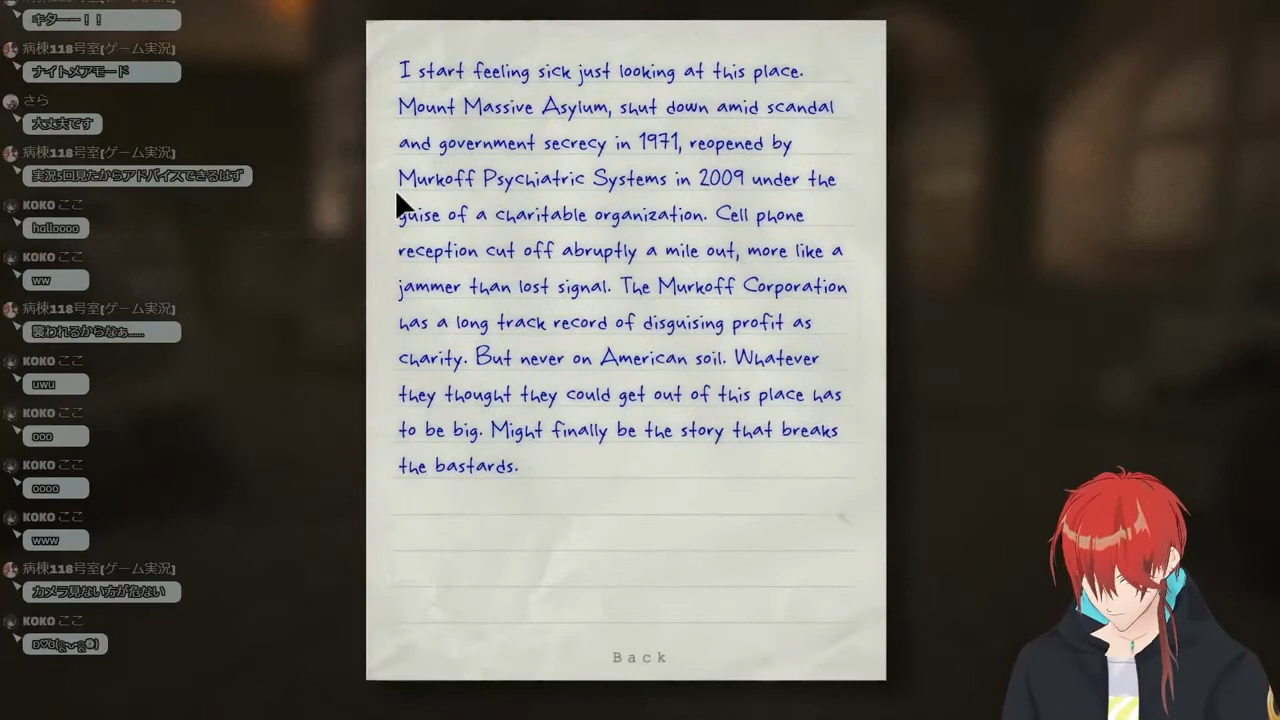 キター！！
病棟118号室[ゲーム実況]
ナイトメアモード
さら
大丈夫です
病棟118号室[ゲーム実況]
実況5回見たからアドバイスできるはず
KOKO ここ
halloooo
KOKO ここ
ww
病棟118号室[ゲーム実況]
襲われるからなぁ......
KOKO ここ
uwu
KOKO ここ
ooo
KOKO ここ
oooo
KOKO ここ
www
病棟118号室[ゲーム実況]
カメラ見ない方が危ない
KOKO ここ
I start feeling sick just looking at this place.
Mount Massive Asylum, shut down amid scandal
and government secrecy in 1971, reopened by
Murkoff Psychiatric Systems in 2009 under the
guise of a charitable organization. Cell phone
reception cut off abruptly a mile out, more like a
jammer than lost signal. The Murkoff Corporation
has a long track record of disguising profit as
charity. But never on American soil. Whatever
they thought they could get out of this place has
to be big. Might finally be the story that breaks
the bastards.
Back